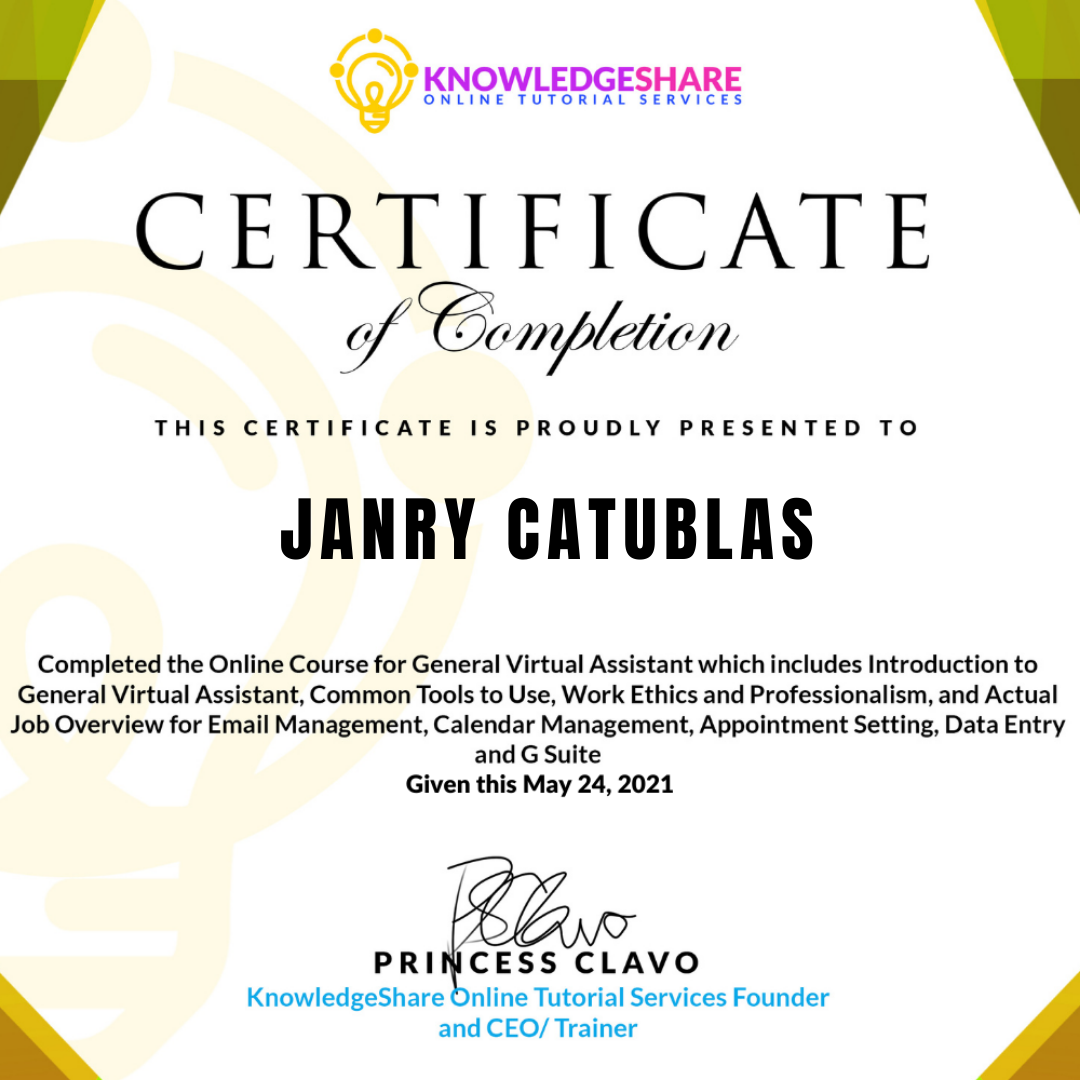 KNOWLEDGESHARE
ONLINE TUTORIAL SERVICES
CERTIFICATE
of Completion
THIS CERTIFICATE IS PROUDLY PRESENTED TO
JANRY CATUBLAS
Completed the Online Course for General Virtual Assistant which includes Introduction to
General Virtual Assistant, Common Tools to Use, Work Ethics and Professionalism, and Actual
Job Overview for Email Management, Calendar Management, Appointment Setting, Data Entry
and G Suite
Given this May 24, 2021
PRINCESS CLAVO
KnowledgeShare Online Tutorial Services Founder
and CEO/ Trainer